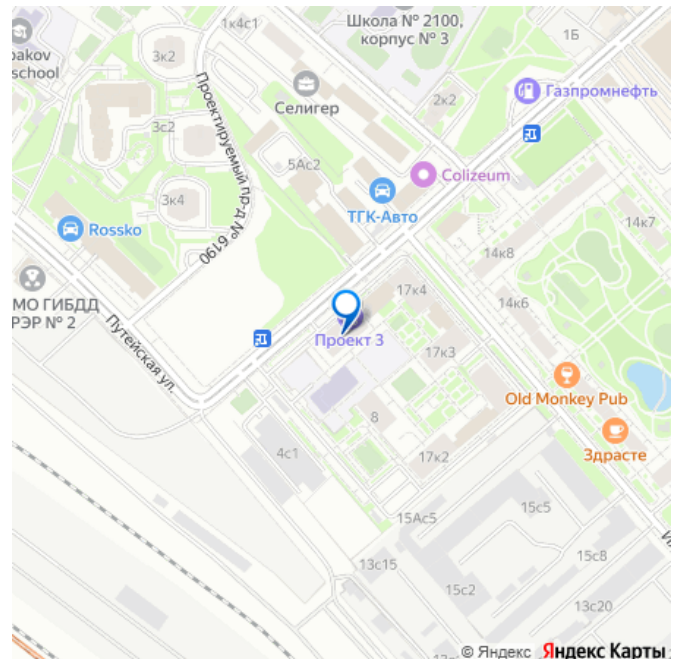 1к4с1
Школа № 2100,
корпус № 3
1Б
school
3к2
Проектируемый пр-д № 6190
Селигер
2к2
Газпромнефть
3с2
5Ас2
Colizeum
3к4
ТГК-Авто
Rossko
14к7
14к8
МО ГИБДД
РЭР № 2
17к4
14к6
Путейская ул.
Проект 3
17к3
Old Monkey Pub
8
Здрасте
4с1
17к2
15Ас5
15с5
13с15
15с8
15с2
13с20
© Яндекс Яндекс Карты